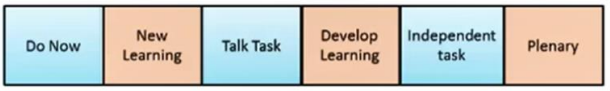 Do Now
New
Learning
Talk Task
Develop
Learning
Independent
task
Plenary